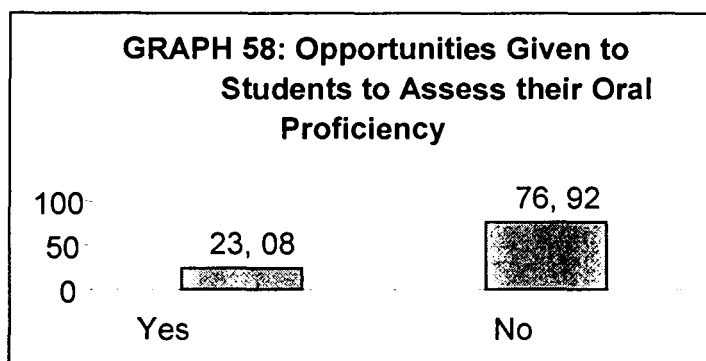 GRAPH 58: Opportunities Given to
Students to Assess their Oral
Proficiency
100
76, 92
50
23, 08
0
Yes
No